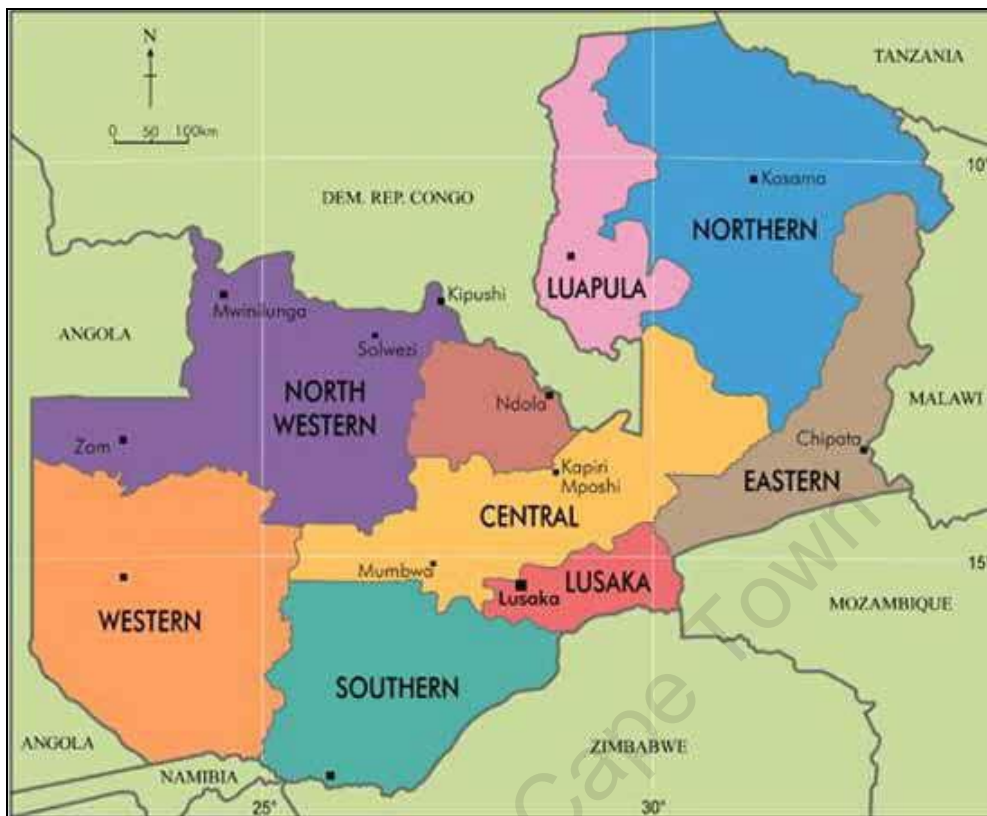 N
0 50 100km
TANZANIA
10°
Kasama
DEM. REP. CONGO
NORTHERN
LUAPULA
Kipushi
Mwinilunga
ANGOLA
Solwezi
NORTH
WESTERN
Ndola
MALAWI
Zam
Chipata
Kapiri
Mposhi
EASTERN
CENTRAL
15°
Mumbwa
LUSAKA
Lusaka
MOZAMBIQUE
WESTERN
SOUTHERN
ANGOLA
ZIMBABWE
NAMIBIA
25°
30°
Cape Town